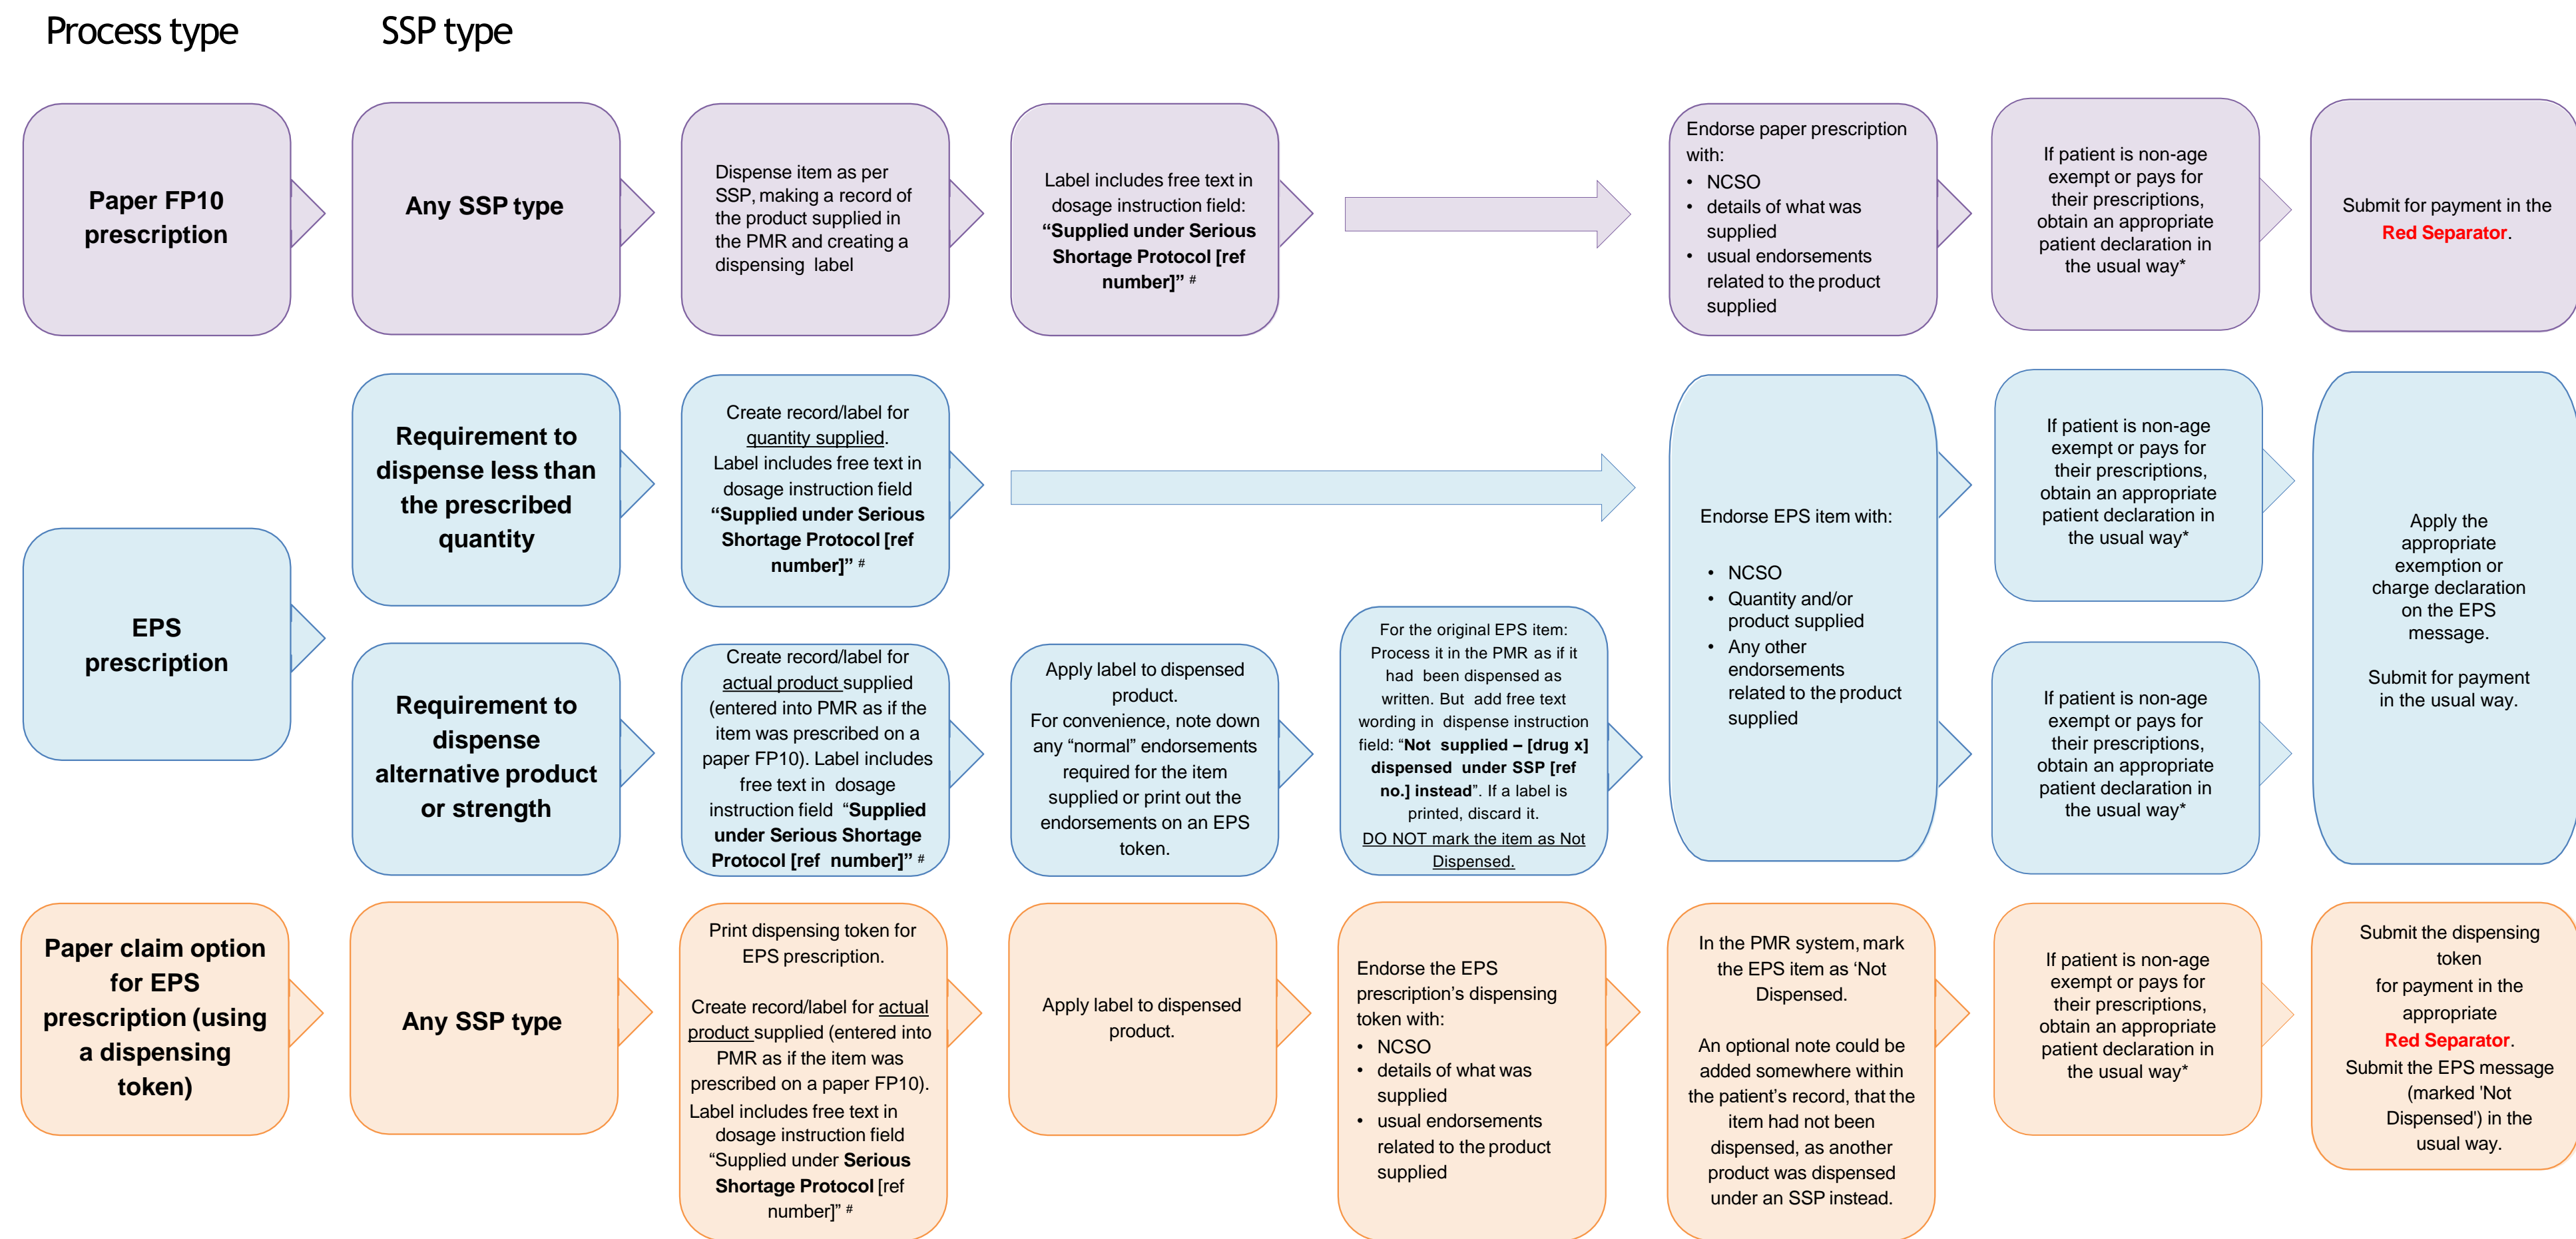 Process type
SSP type
Paper FP10
prescription
Any SSP type
Dispense item as per
SSP, making a record of
the product supplied in
the PMR and creating a
dispensing label
Label includes free text in
dosage instruction field:
“Supplied under Serious
Shortage Protocol [ref
number]” #
Endorse paper prescription
with:
• NCSO
• details of what was
supplied
• usual endorsements
related to the product
supplied
If patient is non-age
exempt or pays for
their prescriptions,
obtain an appropriate
patient declaration in
the usual way*
Submit for payment in the
Red Separator.
EPS
prescription
Requirement to
dispense less than
the prescribed
quantity
Create record/label for
quantity supplied.
Label includes free text in
dosage instruction field
“Supplied under Serious
Shortage Protocol [ref
number]” #
Requirement to
dispense
alternative product
or strength
Create record/label for
actual product supplied
(entered into PMR as if the
item was prescribed on a
paper FP10). Label includes
free text in dosage
instruction field “Supplied
under Serious Shortage
Protocol [ref number]” #
Apply label to dispensed
product.
For convenience, note down
any “normal” endorsements
required for the item
supplied or print out the
endorsements on an EPS
token.
For the original EPS item:
Process it in the PMR as if it
had been dispensed as
written. But add free text
wording in dispense instruction
field: “Not supplied – [drug x]
dispensed under SSP [ref
no.] instead”. If a label is
printed, discard it.
DO NOT mark the item as Not
Dispensed.
Endorse EPS item with:
• NCSO
• Quantity and/or
product supplied
• Any other
endorsements
related to the product
supplied
If patient is non-age
exempt or pays for
their prescriptions,
obtain an appropriate
patient declaration in
the usual way*
If patient is non-age
exempt or pays for
their prescriptions,
obtain an appropriate
patient declaration in
the usual way*
Apply the
appropriate
exemption or
charge declaration
on the EPS
message.
Submit for payment
in the usual way.
Paper claim option
for EPS
prescription (using
a dispensing
token)
Any SSP type
Print dispensing token for
EPS prescription.
Create record/label for actual
product supplied (entered into
PMR as if the item was
prescribed on a paper FP10).
Label includes free text in
dosage instruction field
“Supplied under Serious
Shortage Protocol [ref
number]” #
Apply label to dispensed
product.
Endorse the EPS
prescription’s dispensing
token with:
• NCSO
• details of what was
supplied
• usual endorsements
related to the product
supplied
In the PMR system, mark
the EPS item as ‘Not
Dispensed.
An optional note could be
added somewhere within
the patient’s record, that the
item had not been
dispensed, as another
product was dispensed
under an SSP instead.
If patient is non-age
exempt or pays for
their prescriptions,
obtain an appropriate
patient declaration in
the usual way*
Submit the dispensing
token
for payment in the
appropriate
Red Separator.
Submit the EPS message
(marked 'Not
Dispensed') in the
usual way.